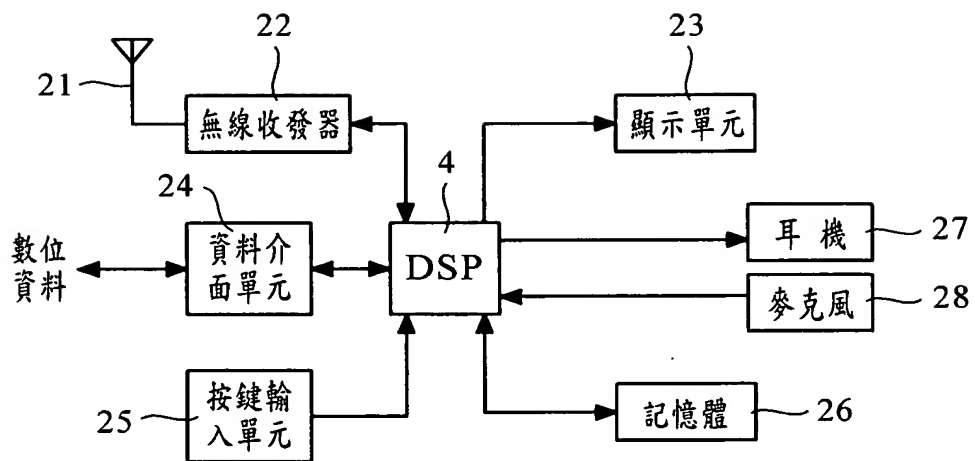 22
23
21
無線收發器
顯示單元
24
4
數位
資料
資料介
面單元
DSP
耳機
27
麥克風
28
25
按鍵輸
入單元
記憶體
26